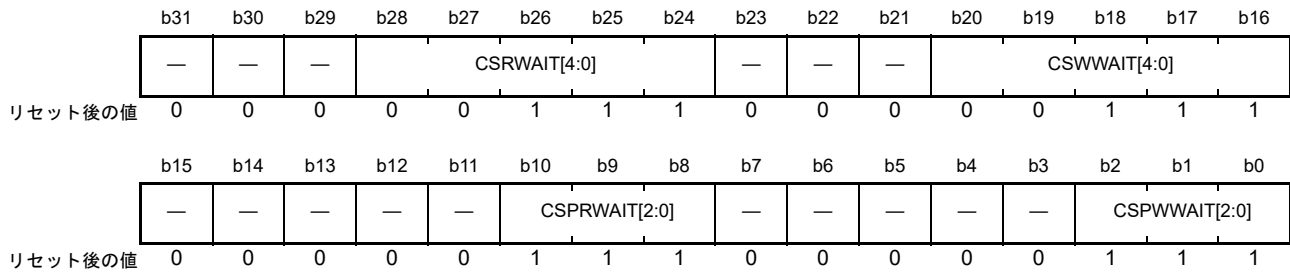 b31 b30 b29 b28 b27 b26 b25 b24 b23 b22 b21 b20 b19 b18 b17 b16
— — — CSRWAIT[4:0] — — — CSWWAIT[4:0]
リセット後の値 0 0 0 0 0 1 1 1 0 0 0 0 0 1 1 1
b15 b14 b13 b12 b11 b10 b9 b8 b7 b6 b5 b4 b3 b2 b1 b0
— — — — — CSPRWAIT[2:0] — — — — — CSPWWAIT[2:0]
リセット後の値 0 0 0 0 0 1 1 1 0 0 0 0 0 1 1 1